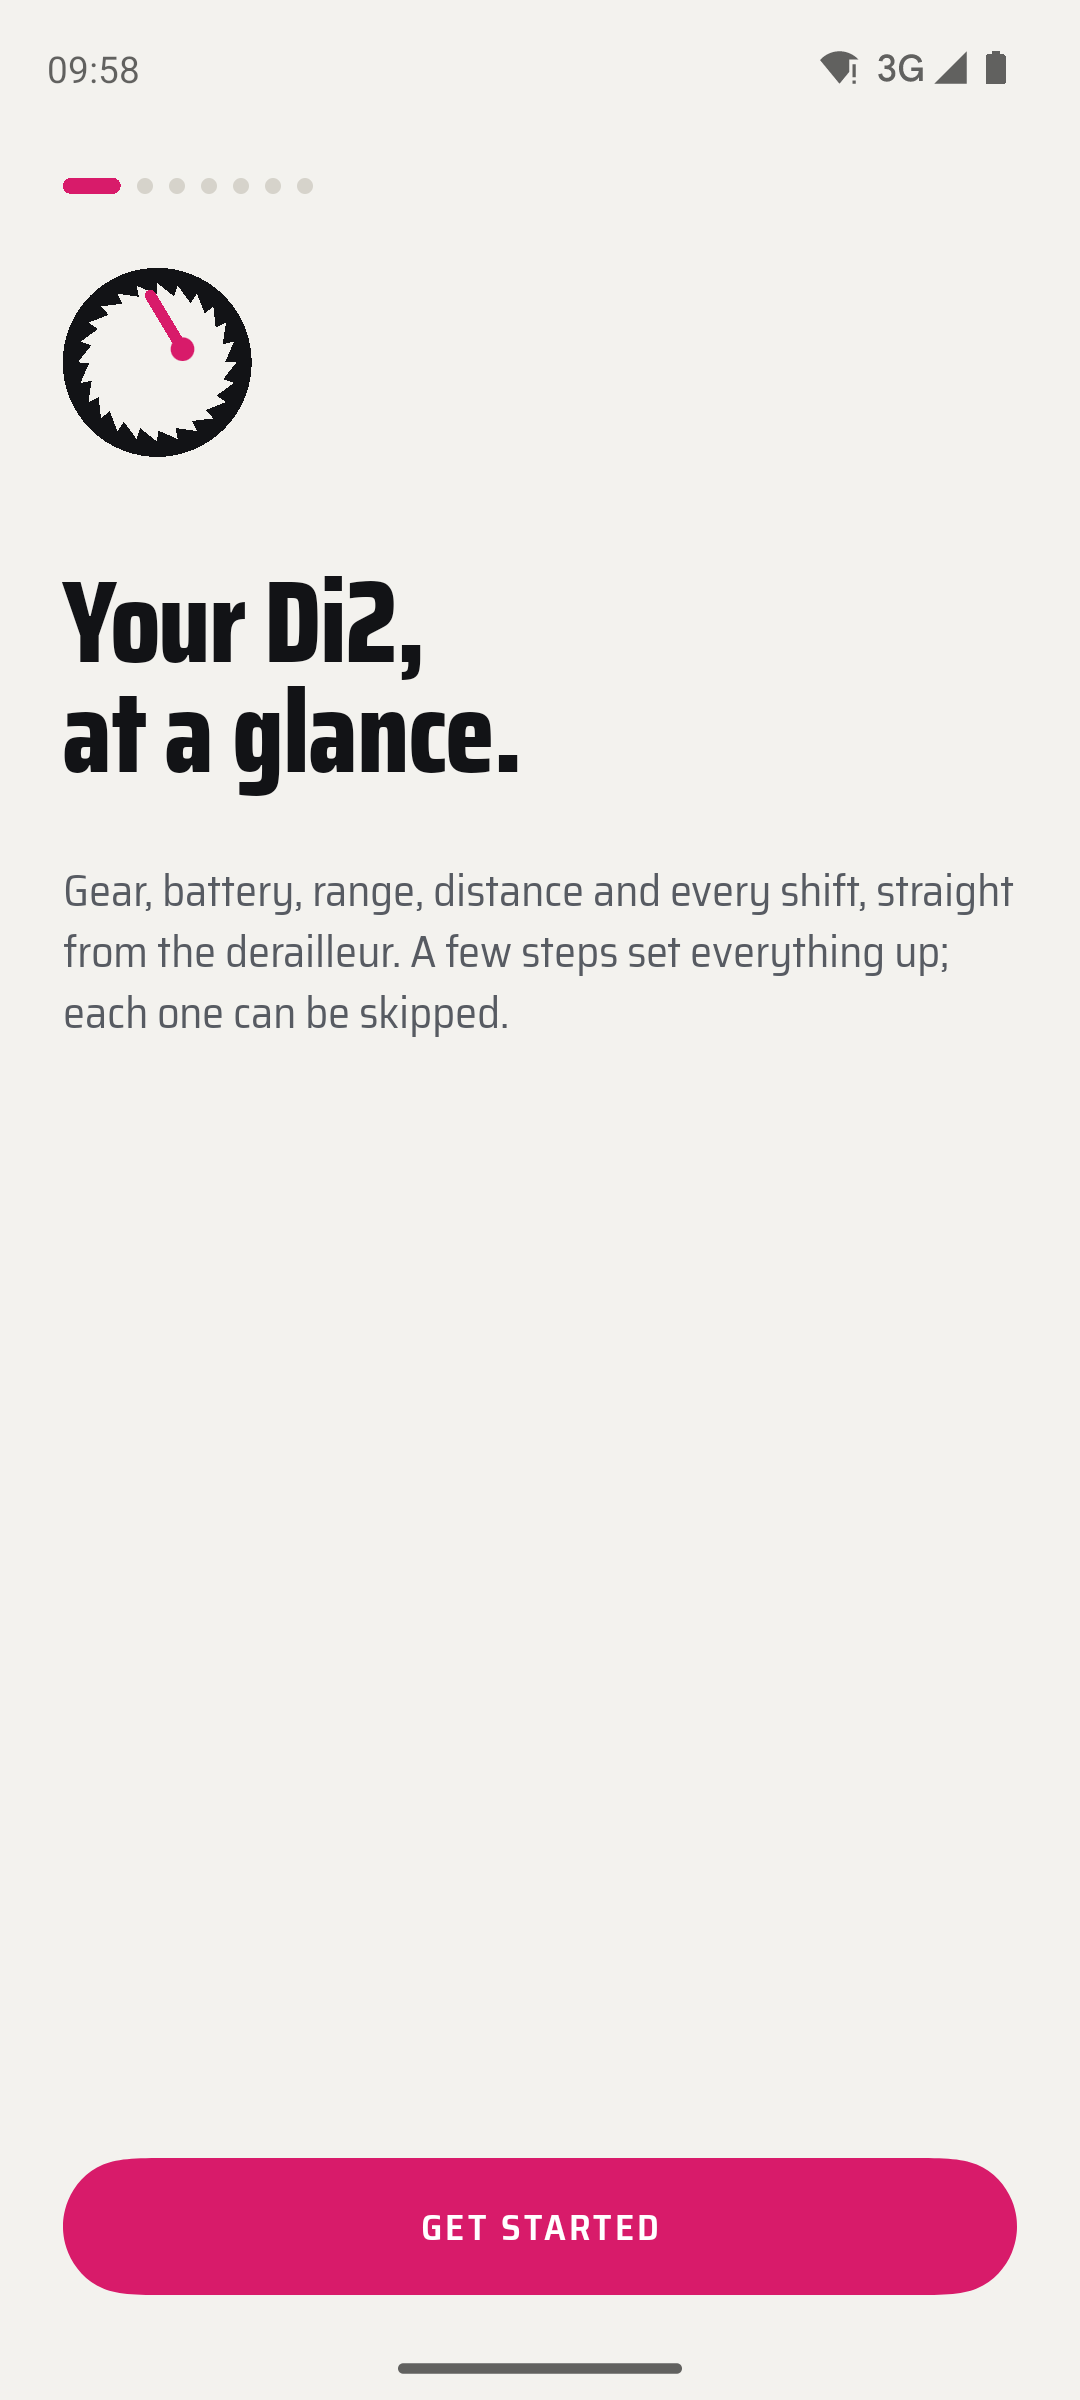 09:58
3G
Your Di2,
at a glance.
Gear, battery, range, distance and every shift, straight
from the derailleur. A few steps set everything up;
each one can be skipped.
GET STARTED